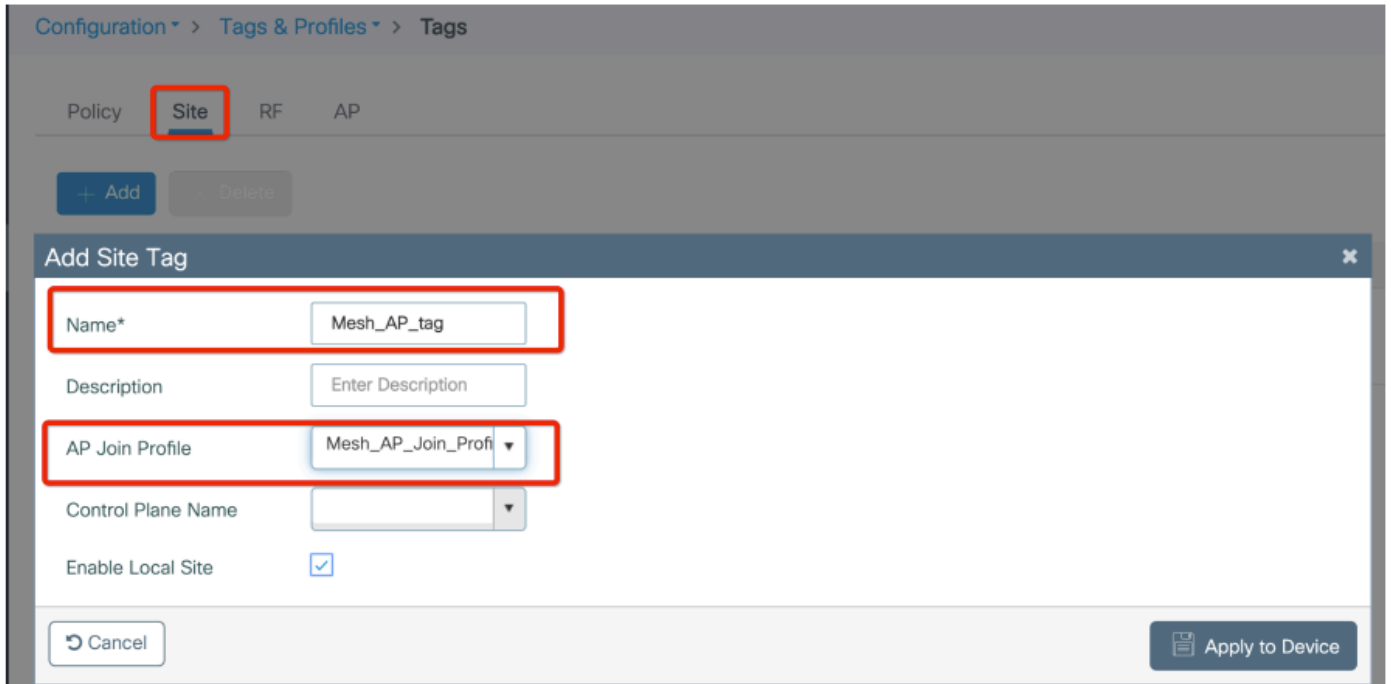 Configuration > Tags & Profiles > Tags
Policy Site RF AP
+ Add × Delete
Add Site Tag ×
Name* Mesh_AP_tag
Description Enter Description
AP Join Profile Mesh_AP_Join_Profi
Control Plane Name
Enable Local Site
Cancel Apply to Device